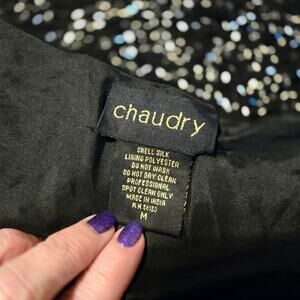 chaudry
SHELL SILK
LINING POLYESTER
DO NOT WASH
DO NOT DRY CLEAN
PROFESSIONAL
SPOT CLEAN ONLY
MADE IN INDIA
M